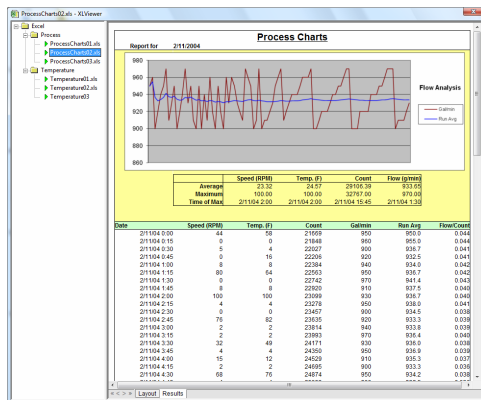 ProcessCharts02.xls - XLViewer
Excel
Process
ProcessCharts01.xls
ProcessCharts02.xls
ProcessCharts03.xls
Temperature
Temperature01.xls
Temperature02.xls
Temperature03
Process Charts
Report for 2/11/2004
980
960
940
920
900
880
860
Flow Analysis
Gal/min
Run Avg
Speed (RPM) Temp. (F) Count Flow (g/min)
Average 23.32 24.57 29106.39 933.65
Maximum 100.00 100.00 32767.00 970.00
Time of Max 2/11/04 2:00 2/11/04 2:00 2/11/04 15:45 2/11/04 1:30
Date Speed (RPM) Temp. (F) Count Gal/min Run Avg Flow/Count
2/11/04 0:00 44 58 21669 950 950.0 0.044
2/11/04 0:15 0 0 21848 960 955.0 0.044
2/11/04 0:30 5 4 22027 900 936.7 0.041
2/11/04 0:45 0 16 22206 920 932.5 0.041
2/11/04 1:00 8 8 22384 940 934.0 0.042
2/11/04 1:15 80 64 22563 950 936.7 0.042
2/11/04 1:30 0 0 22742 970 941.4 0.043
2/11/04 1:45 8 8 22920 910 937.5 0.040
2/11/04 2:00 100 100 23099 930 936.7 0.040
2/11/04 2:15 4 4 23278 950 938.0 0.041
2/11/04 2:30 0 0 23457 900 934.5 0.038
2/11/04 2:45 76 82 23635 920 933.3 0.039
2/11/04 3:00 2 2 23814 940 933.8 0.039
2/11/04 3:15 2 2 23993 970 936.4 0.040
2/11/04 3:30 32 49 24171 930 936.0 0.038
2/11/04 3:45 4 4 24350 950 936.9 0.039
2/11/04 4:00 15 12 24529 910 935.3 0.037
2/11/04 4:15 2 2 24695 900 933.3 0.036
2/11/04 4:30 68 76 24874 950 934.2 0.038
Layout Results